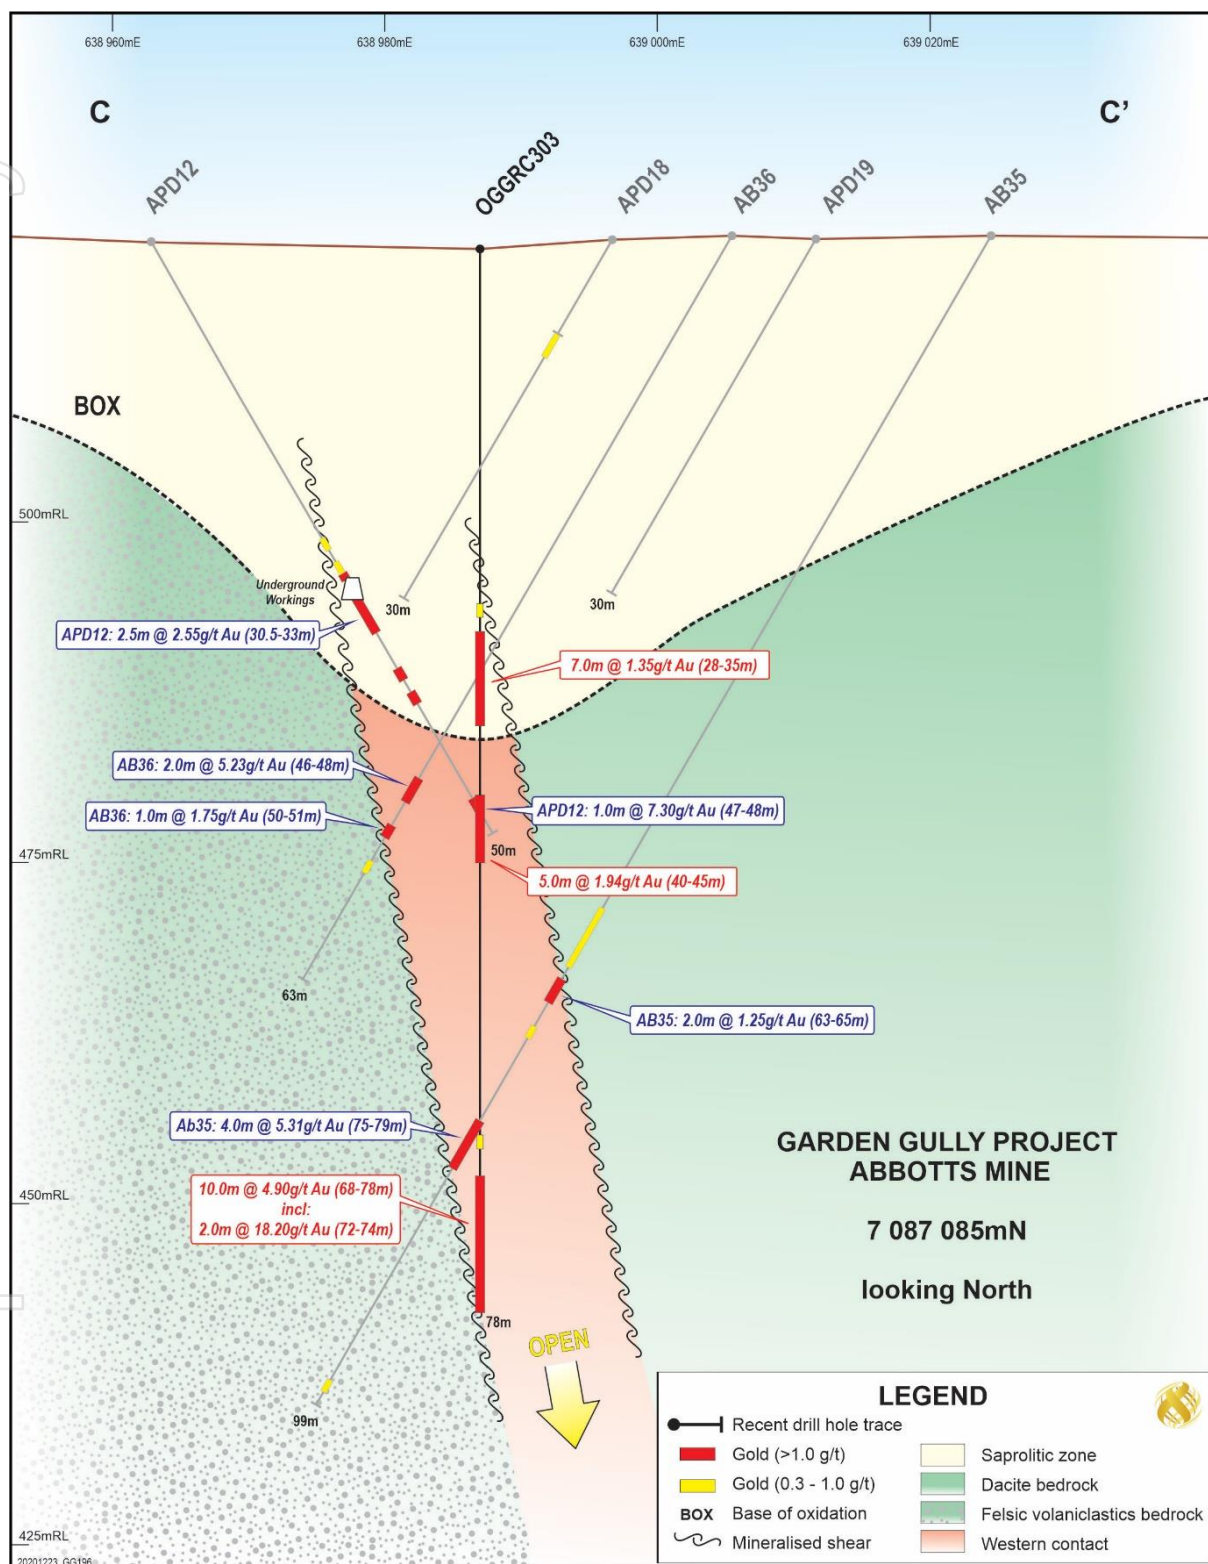 638 960mE
638 980mE
639 000mE
639 020mE
C
C’
APD12
OGGRC303
APD18
AB36
APD19
AB35
BOX
500mRL
Underground
Workings
30m
30m
APD12: 2.5m @ 2.55g/t Au (30.5-33m)
7.0m @ 1.35g/t Au (28-35m)
AB36: 2.0m @ 5.23g/t Au (46-48m)
AB36: 1.0m @ 1.75g/t Au (50-51m)
APD12: 1.0m @ 7.30g/t Au (47-48m)
50m
475mRL
5.0m @ 1.94g/t Au (40-45m)
63m
AB35: 2.0m @ 1.25g/t Au (63-65m)
Ab35: 4.0m @ 5.31g/t Au (75-79m)
10.0m @ 4.90g/t Au (68-78m)
incl:
2.0m @ 18.20g/t Au (72-74m)
450mRL
GARDEN GULLY PROJECT
ABBOTTS MINE
7 087 085mN
looking North
78m
OPEN
99m
425mRL
20201223_GG196
LEGEND
Recent drill hole trace
Gold (>1.0 g/t)
Gold (0.3 - 1.0 g/t)
BOX Base of oxidation
Mineralised shear
Saprolitic zone
Dacite bedrock
Felsic volaniclastics bedrock
Western contact